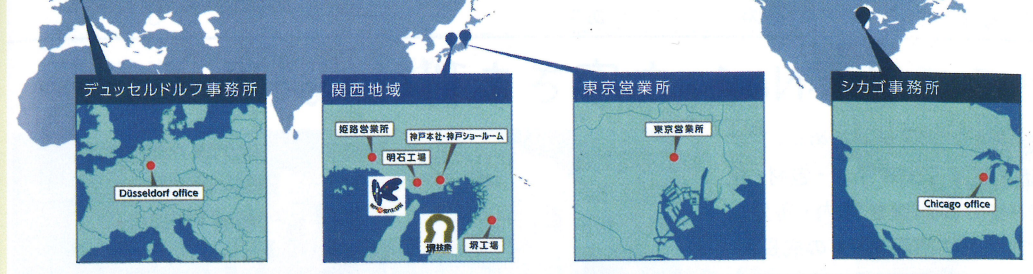 デュッセルドルフ事務所
Düsseldorf office
関西地域
姫路営業所
神戸本社・神戸ショールーム
明石工場
堺工場
東京営業所
東京営業所
シカゴ事務所
Chicago office